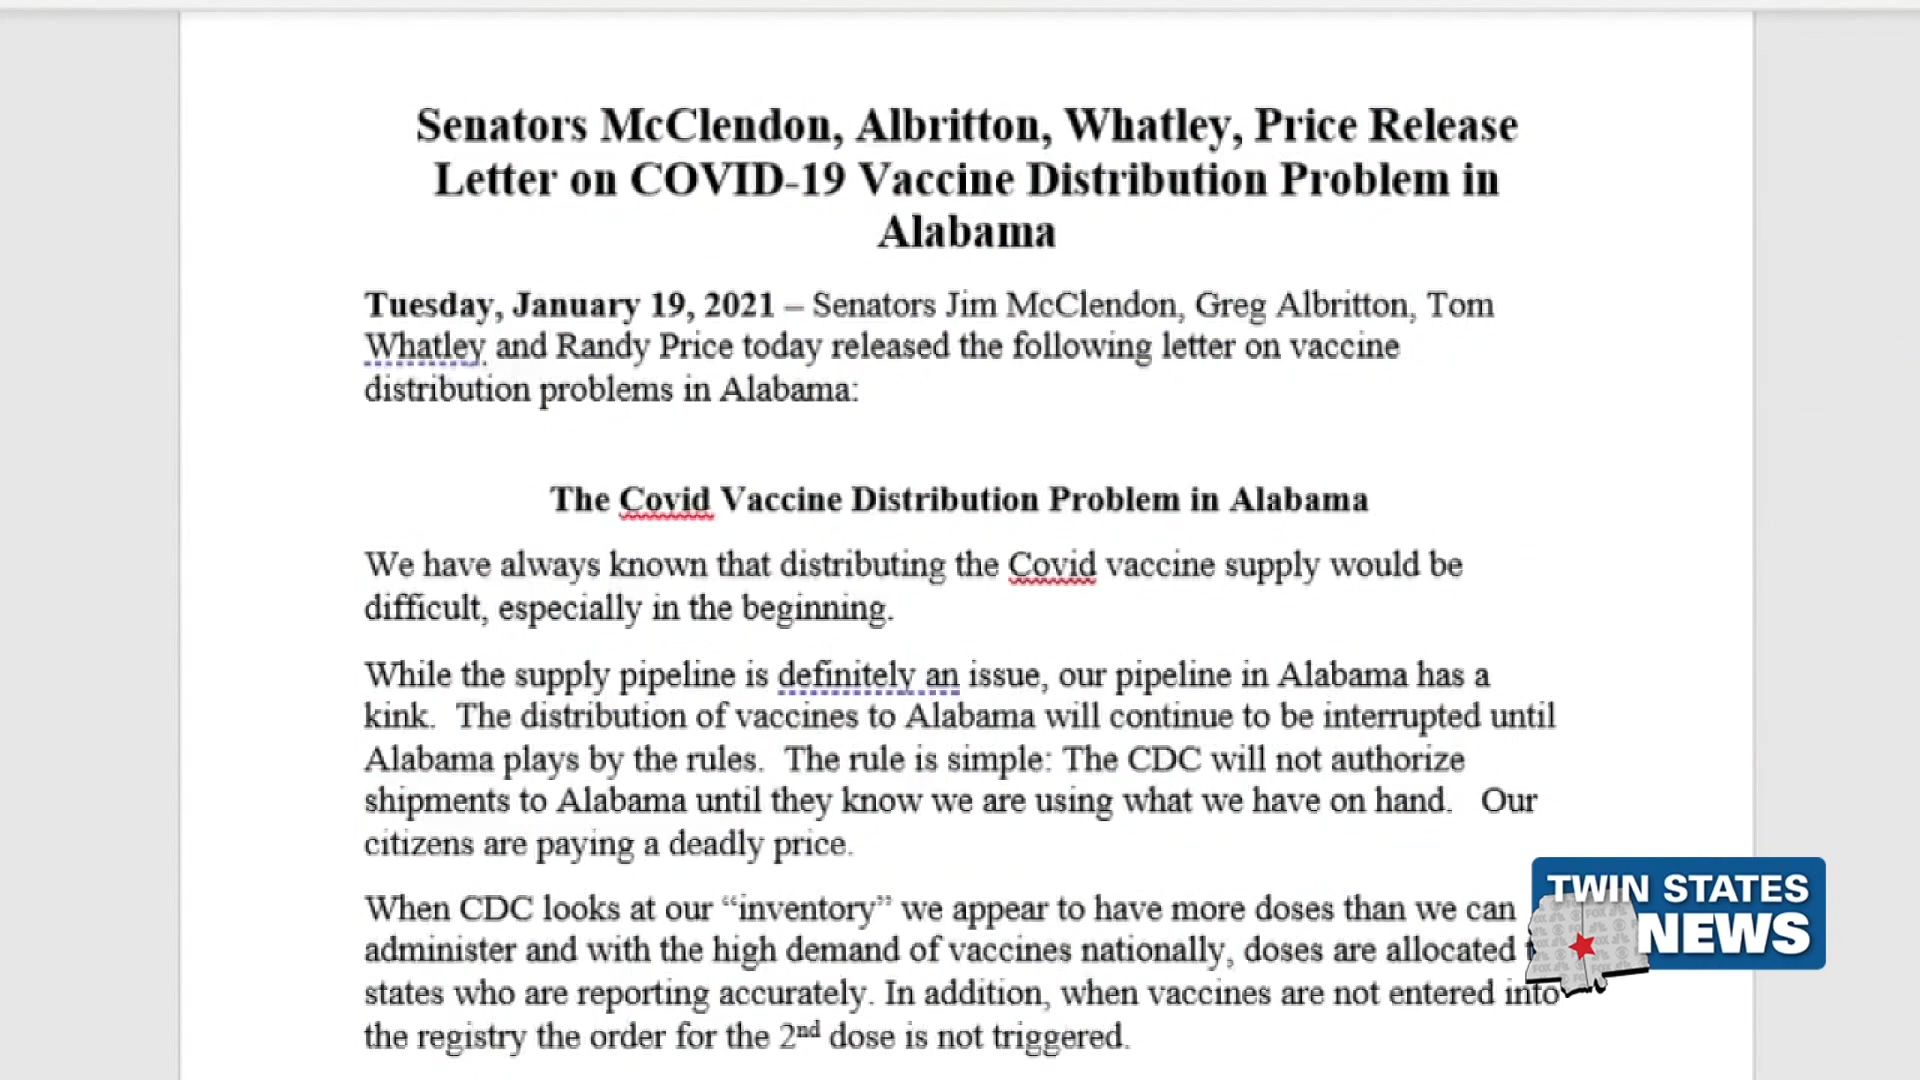 Senators McClendon, Albritton, Whatley, Price Release
Letter on COVID-19 Vaccine Distribution Problem in
Alabama
Tuesday, January 19, 2021 – Senators Jim McClendon, Greg Albritton, Tom
Whatley and Randy Price today released the following letter on vaccine
distribution problems in Alabama:
The Covid Vaccine Distribution Problem in Alabama
We have always known that distributing the Covid vaccine supply would be
difficult, especially in the beginning.
While the supply pipeline is definitely an issue, our pipeline in Alabama has a
kink.  The distribution of vaccines to Alabama will continue to be interrupted until
Alabama plays by the rules.  The rule is simple: The CDC will not authorize
shipments to Alabama until they know we are using what we have on hand.   Our
citizens are paying a deadly price.
When CDC looks at our “inventory” we appear to have more doses than we can
administer and with the high demand of vaccines nationally, doses are allocated
states who are reporting accurately. In addition, when vaccines are not entered into
the registry the order for the 2nd dose is not triggered.
TWIN STATES
NEWS